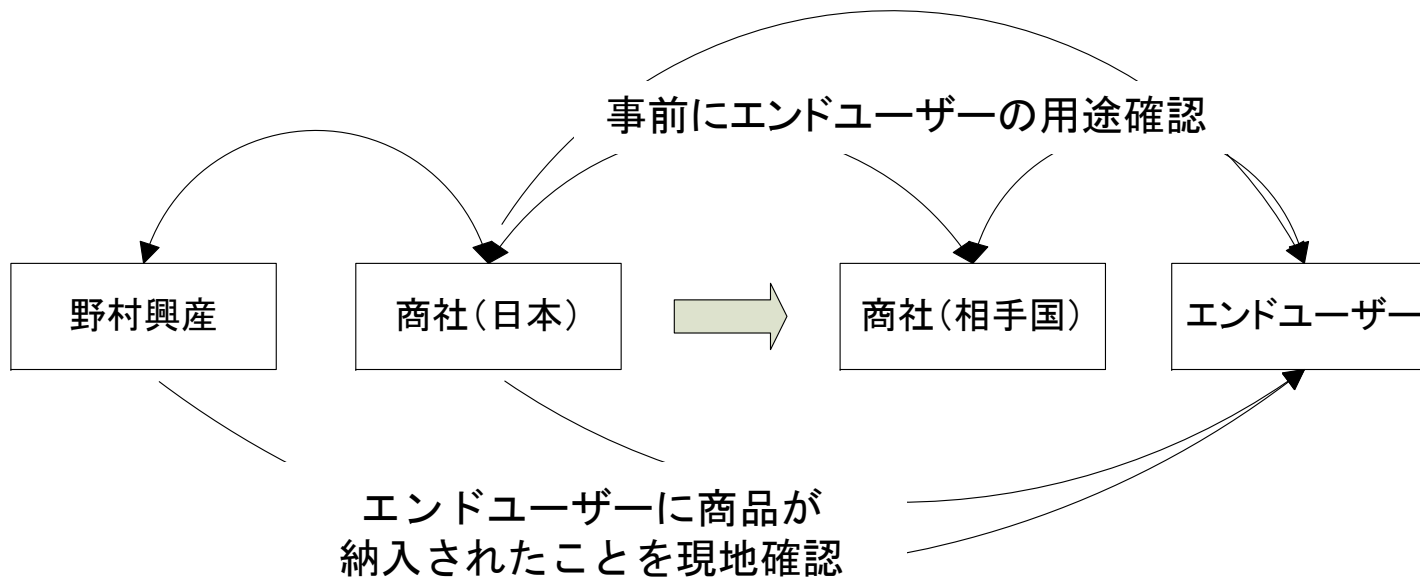 事前にエンドユーザーの用途確認
野村興産
商社(日本)
商社(相手国)
エンドユーザー
エンドユーザーに商品が
納入されたことを現地確認